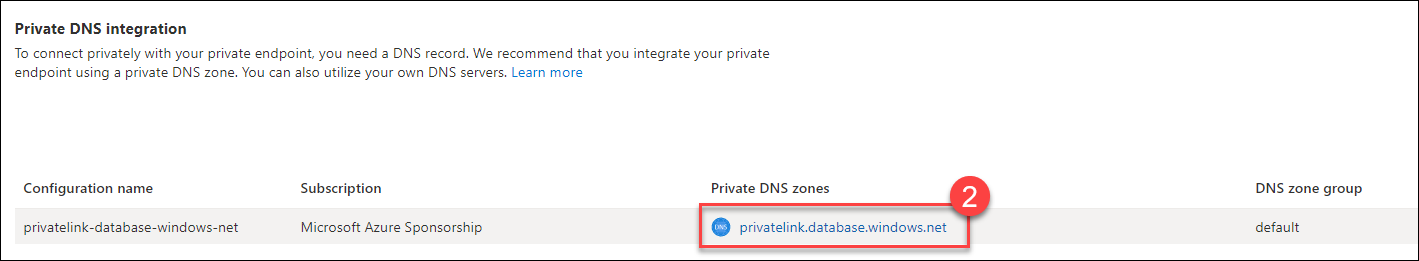 Private DNS integration
To connect privately with your private endpoint, you need a DNS record. We recommend that you integrate your private
endpoint using a private DNS zone. You can also utilize your own DNS servers. Learn more
2
Configuration name Subscription Private DNS zones DNS zone group
privatelink-database-windows-net Microsoft Azure Sponsorship DNS privatelink.database.windows.net default